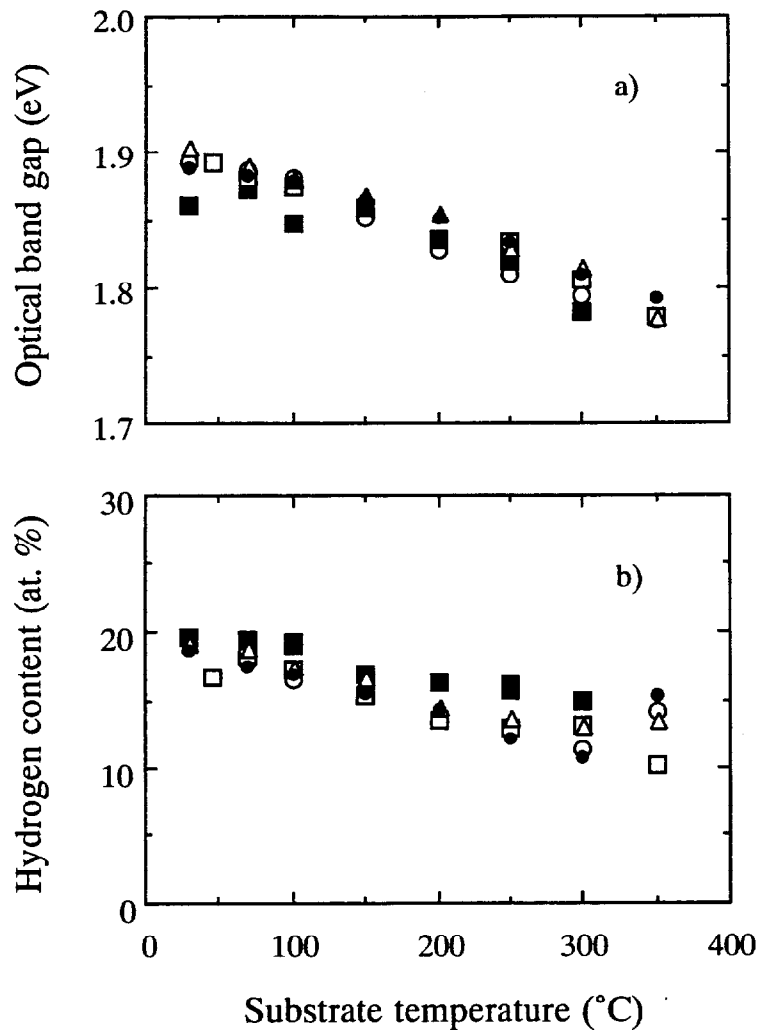 2.0
1.9
1.8
1.7
Optical band gap (eV)
a)
30
20
10
0
Hydrogen content (at. %)
b)
0 100 200 300 400
Substrate temperature (°C)